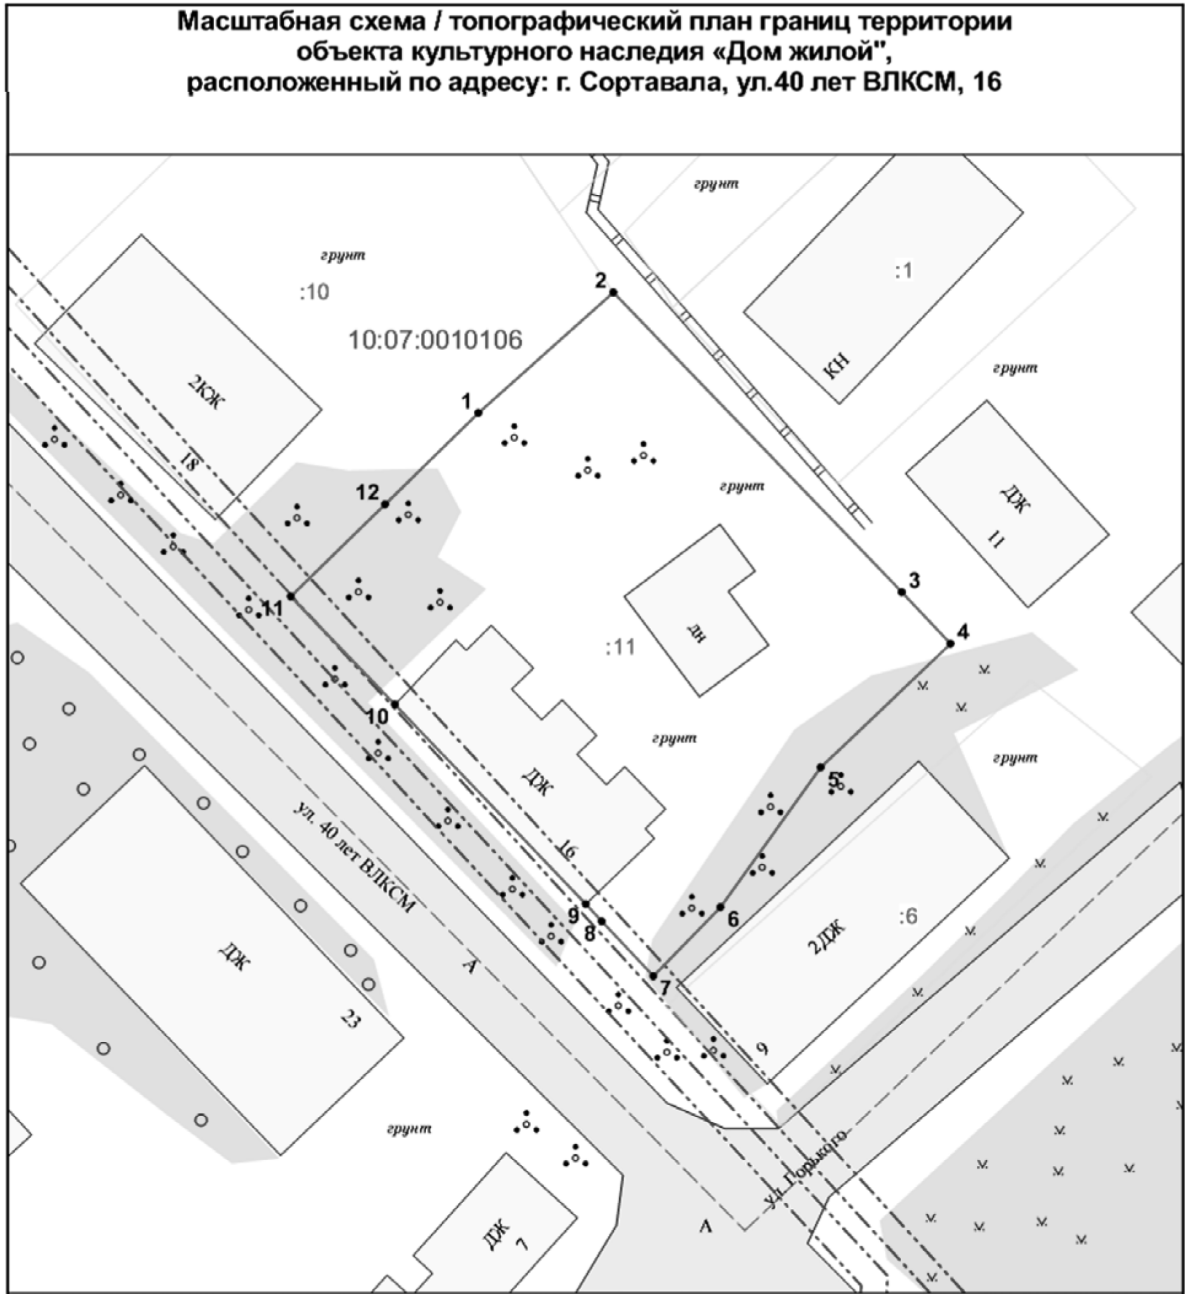 Масштабная схема / топографический план границ территории
объекта культурного наследия «Дом жилой",
расположенный по адресу: г. Сортавала, ул.40 лет ВЛКСМ, 16
грунт
грунт
:10
:1
2
10:07:0010106
КН
грунт
2КЖ
18
1
12
грунт
ДЖ
11
3
11
4
дн
:11
10
грунт
грунт
ДЖ
5
16
ул. 40 лет ВЛКСМ
9
8
6
:6
2ДЖ
7
А
ДЖ
23
9
грунт
ул. Горького
А
ДЖ
7